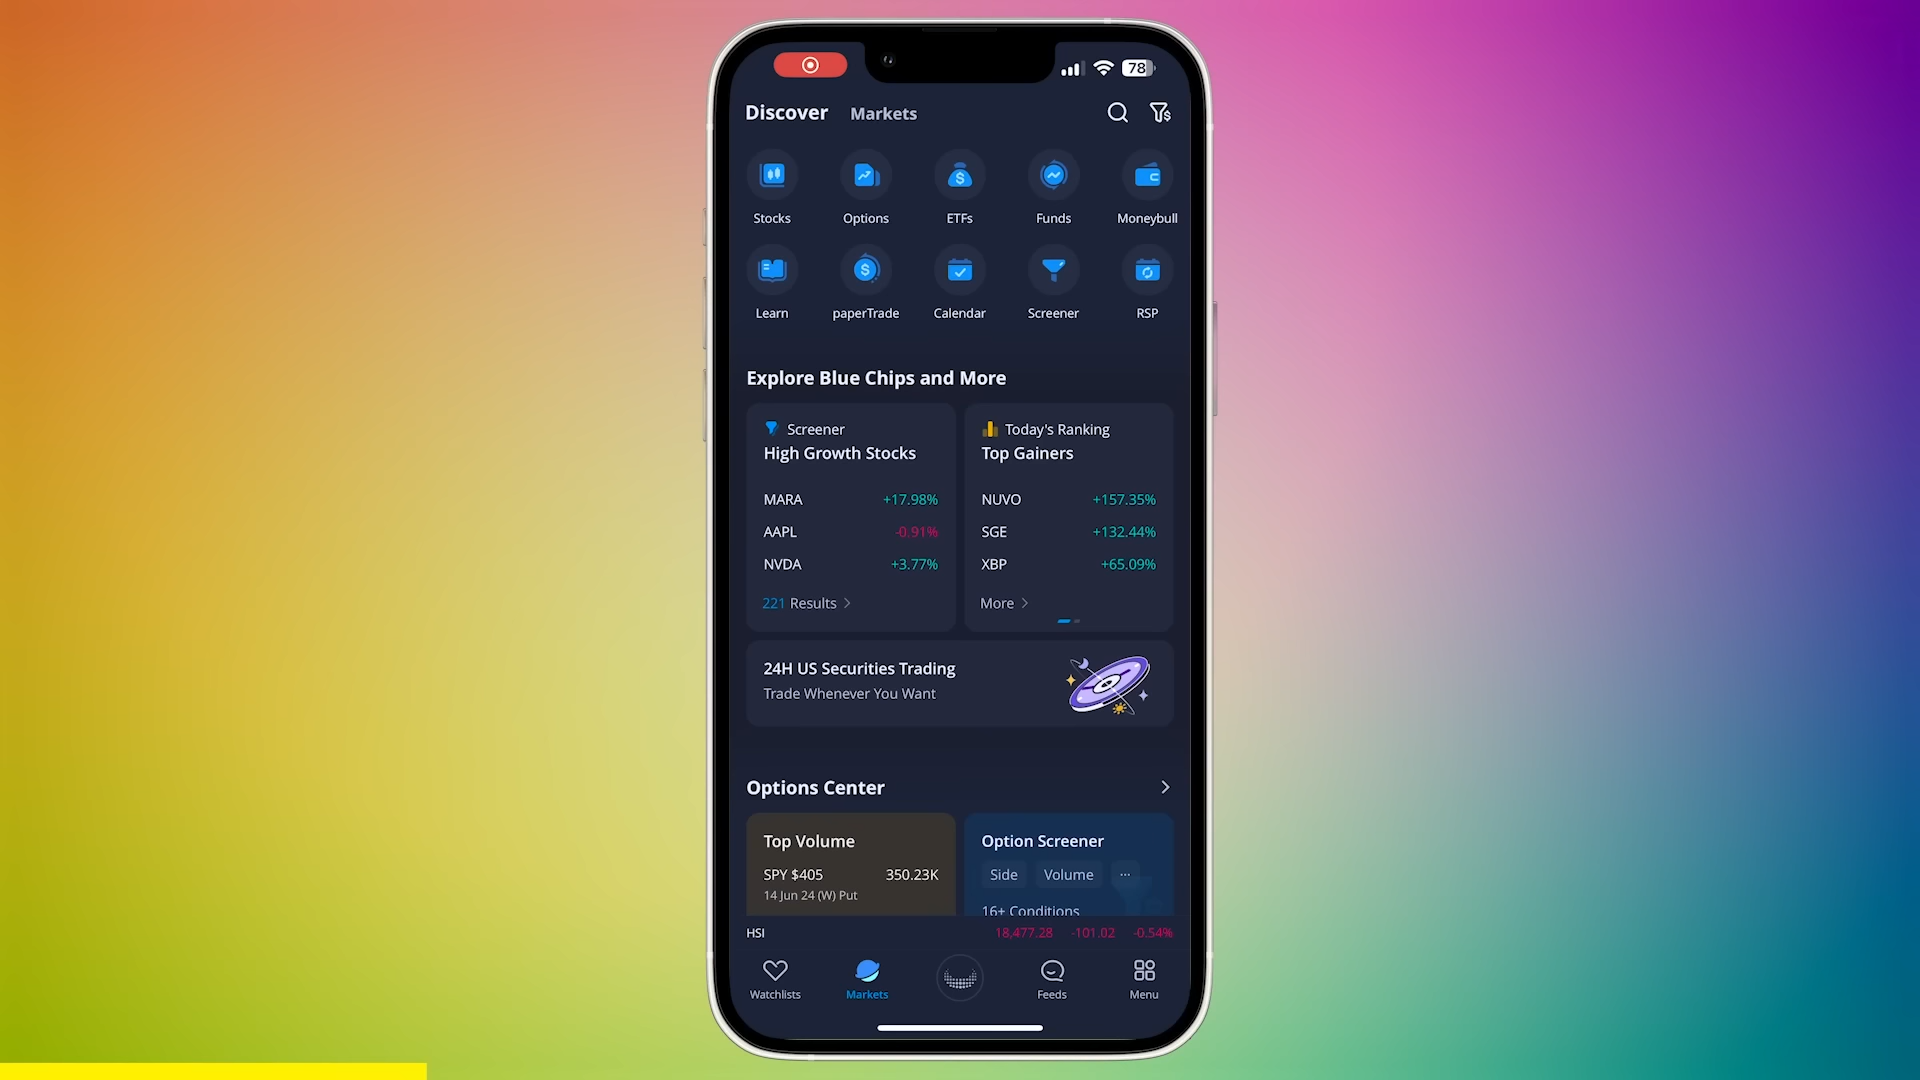 78
Discover Markets
Stocks Options ETFs Funds Moneybull
Learn paperTrade Calendar Screener RSP
Explore Blue Chips and More
Screener
High Growth Stocks
MARA +17.98%
AAPL -0.91%
NVDA +3.77%
221 Results
Today's Ranking
Top Gainers
NUVO +157.35%
SGE +132.44%
XBP +65.09%
More
24H US Securities Trading
Trade Whenever You Want
Options Center
Top Volume
SPY $405 350.23K
14 Jun 24 (W) Put
Option Screener
Side Volume ...
16+ Conditions
HSI 18,477.28 -101.02 -0.54%
Watchlists Markets Feeds Menu